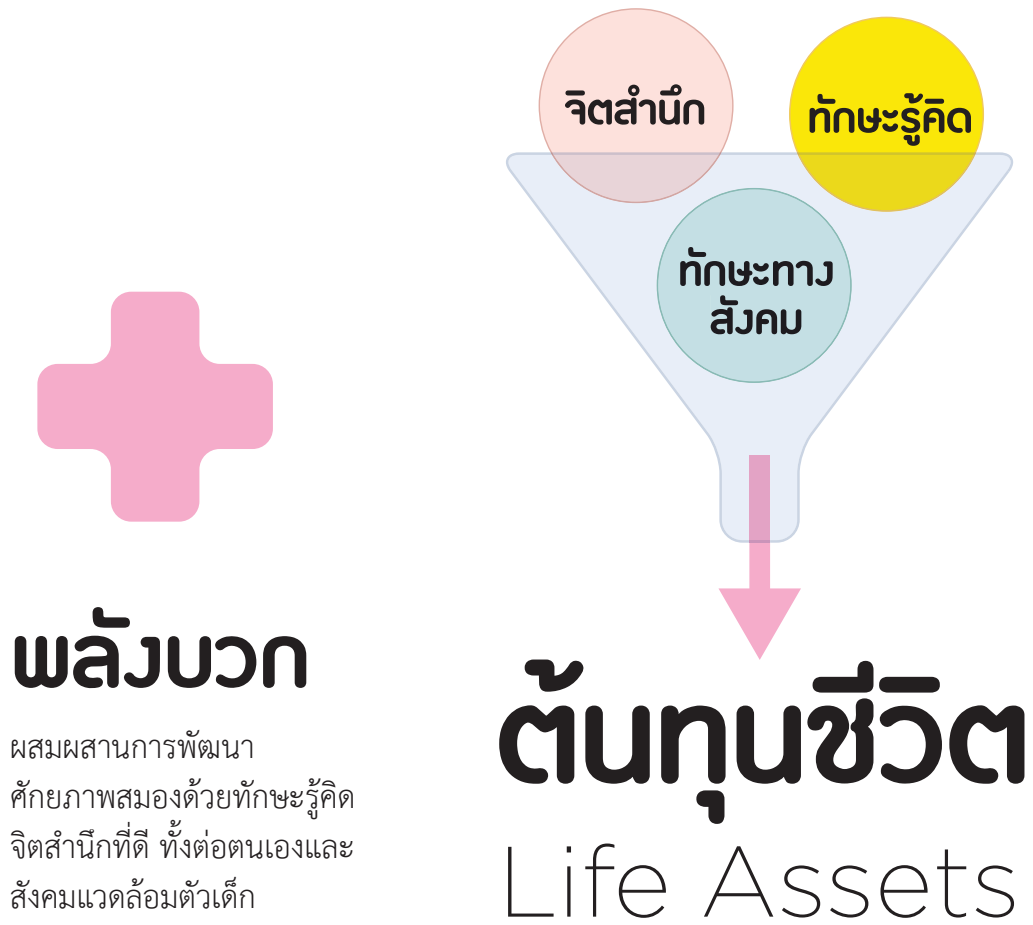 จิตสำนึก
ทักษะรู้คิด
ทักษะทาง
สังคม
พลังบวก
ผสมผสานการพัฒนา
ศักยภาพสมองด้วยทักษะรู้คิด
จิตสำนึกที่ดี ทั้งต่อตนเองและ
สังคมแวดล้อมตัวเด็ก
ต้นทุนชีวิต
Life Assets